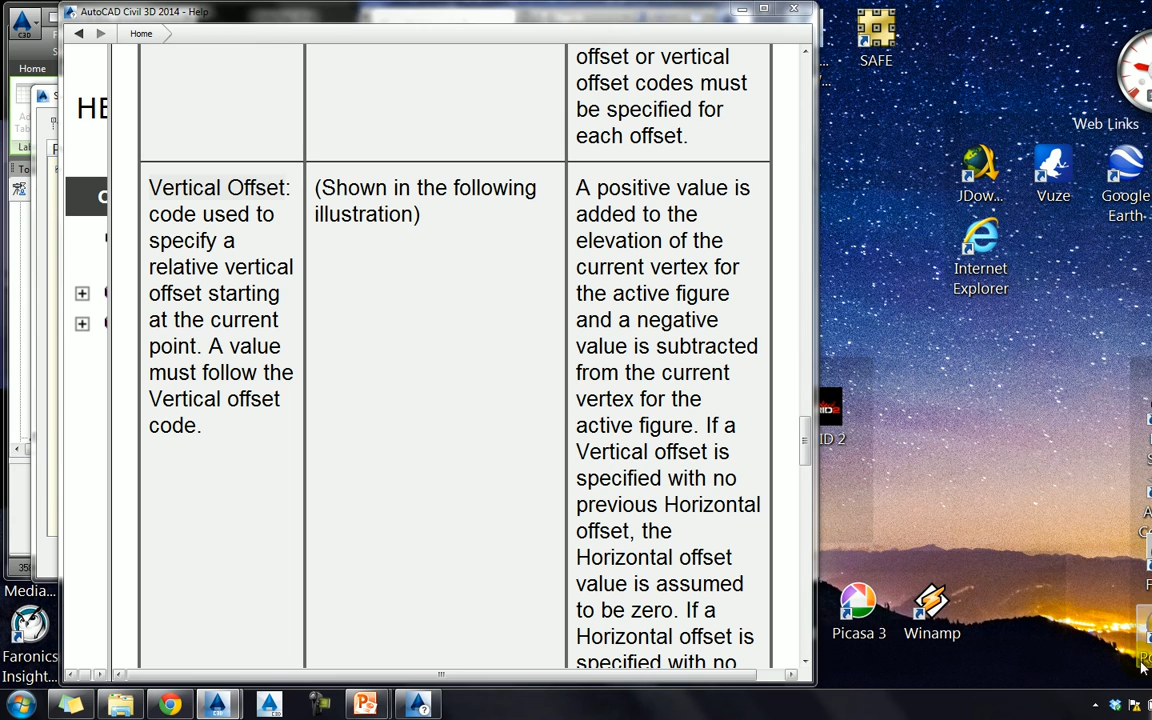 AutoCAD Civil 3D 2014 - Help
Home
Home
HE
offset or vertical
offset codes must
be specified for
each offset.
Vertical Offset:
code used to
specify a
relative vertical
offset starting
at the current
point. A value
must follow the
Vertical offset
code.
(Shown in the following
illustration)
A positive value is
added to the
elevation of the
current vertex for
the active figure
and a negative
value is subtracted
from the current
vertex for the
active figure. If a
Vertical offset is
specified with no
previous Horizontal
offset, the
Horizontal offset
value is assumed
to be zero. If a
Horizontal offset is
specified with no
SAFE
Web Links
JDow...
Vuze
Google
Earth
Internet
Explorer
ID 2
Picasa 3
Winamp
Media...
Faronics
Insight...